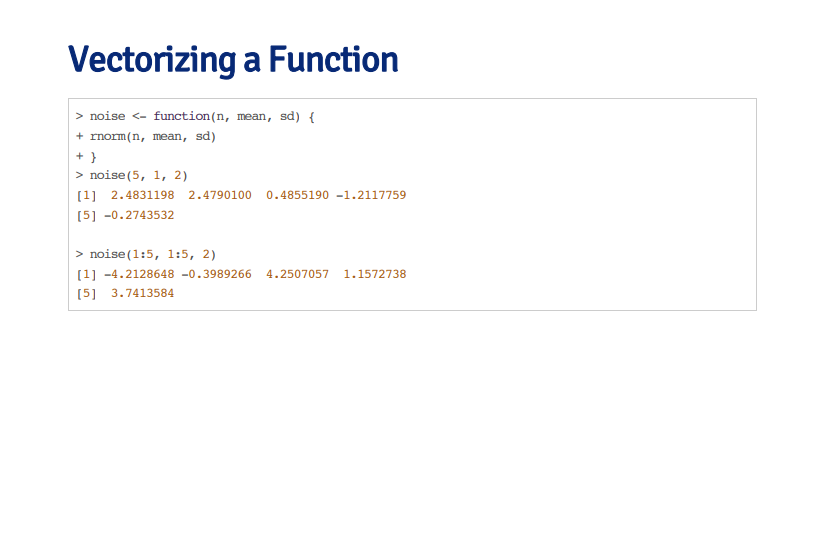 Vectorizing a Function
> noise <- function(n, mean, sd) {
+ rnorm(n, mean, sd)
+ }
> noise(5, 1, 2)
[1]  2.4831198  2.4790100  0.4855190 -1.2117759
[5] -0.2743532
> noise(1:5, 1:5, 2)
[1] -4.2128648 -0.3989266  4.2507057  1.1572738
[5]  3.7413584